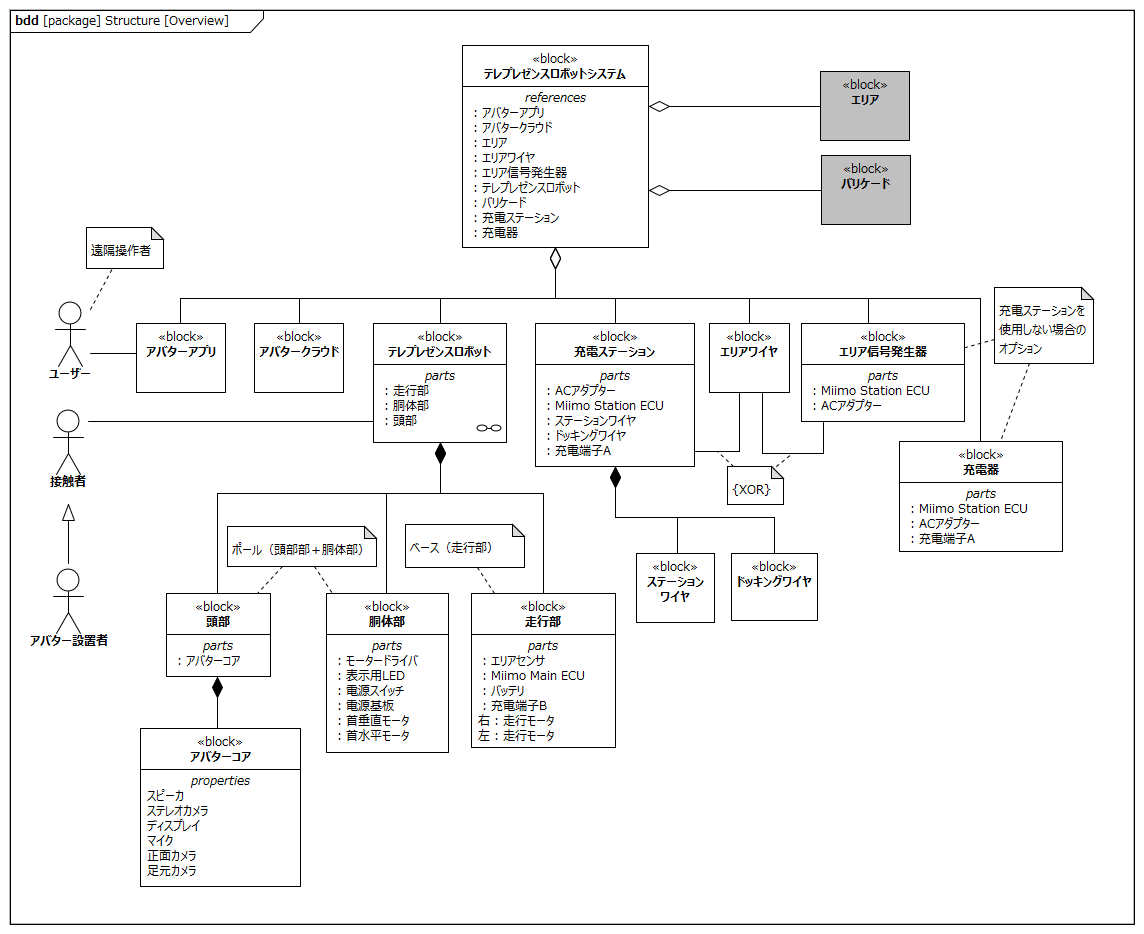 bdd [package] Structure [Overview]
«block»
テレプレゼンスロボットシステム
references
: アバターアプリ
: アバタークラウド
: エリア
: エリアワイヤ
: エリア信号発生器
: テレプレゼンスロボット
: バリケード
: 充電ステーション
: 充電器
«block»
エリア
«block»
バリケード
遠隔操作者
ユーザー
«block»
アバターアプリ
«block»
アバタークラウド
«block»
テレプレゼンスロボット
parts
: 走行部
: 胴体部
: 頭部
«block»
充電ステーション
parts
: ACアダプター
: Miimo Station ECU
: ステーションワイヤ
: ドッキングワイヤ
: 充電端子A
«block»
エリアワイヤ
«block»
エリア信号発生器
parts
: Miimo Station ECU
: ACアダプター
充電ステーションを
使用しない場合の
オプション
接触者
{XOR}
«block»
充電器
parts
: Miimo Station ECU
: ACアダプター
: 充電端子A
アバター設置者
ポール（頭部部＋胴体部）
ベース（走行部）
«block»
ステーション
ワイヤ
«block»
ドッキングワイヤ
«block»
頭部
parts
: アバターコア
«block»
胴体部
parts
: モータードライバ
: 表示用LED
: 電源スイッチ
: 電源基板
: 首垂直モータ
: 首水平モータ
«block»
走行部
parts
: エリアセンサ
: Miimo Main ECU
: バッテリ
: 充電端子B
右 : 走行モータ
左 : 走行モータ
«block»
アバターコア
properties
スピーカ
ステレオカメラ
ディスプレイ
マイク
正面カメラ
足元カメラ